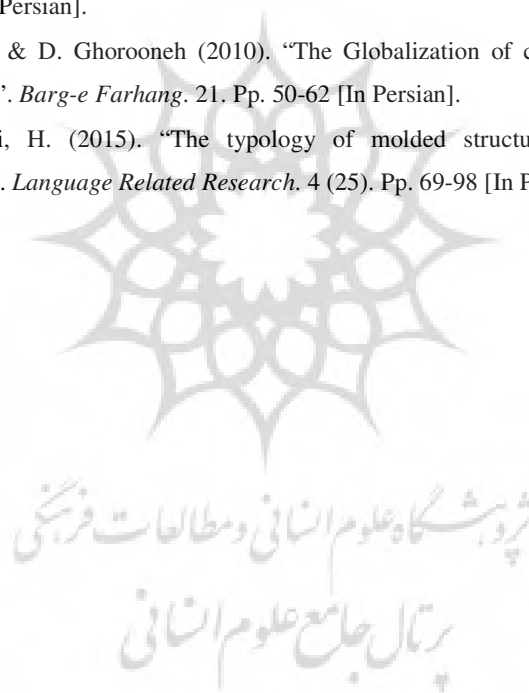 Persian].
& D. Ghorooneh (2010). “The Globalization of c
”. Barg-e Farhang. 21. Pp. 50-62 [In Persian].
i, H. (2015). “The typology of molded structu
. Language Related Research. 4 (25). Pp. 69-98 [In P
پژوهشگاه علوم انسانی و مطالعات فرهنگی
پرتال جامع علوم انسانی